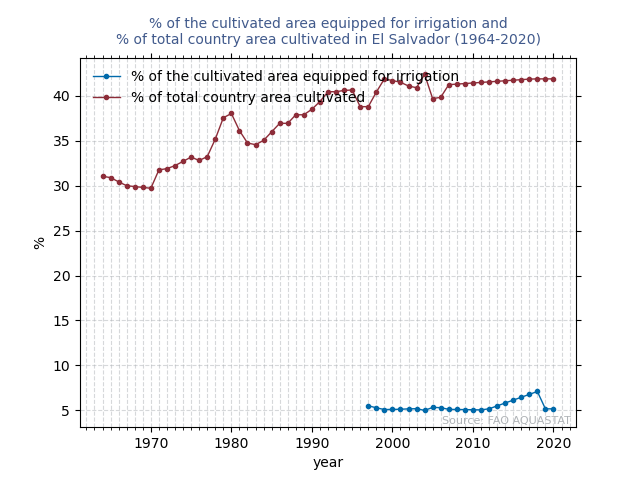 % of the cultivated area equipped for irrigation and
% of total country area cultivated in El Salvador (1964-2020)
% of the cultivated area equipped for irrigation
% of total country area cultivated
40
35
30
25
20
15
10
5
%
Source: FAO AQUASTAT
1970 1980 1990 2000 2010 2020
year